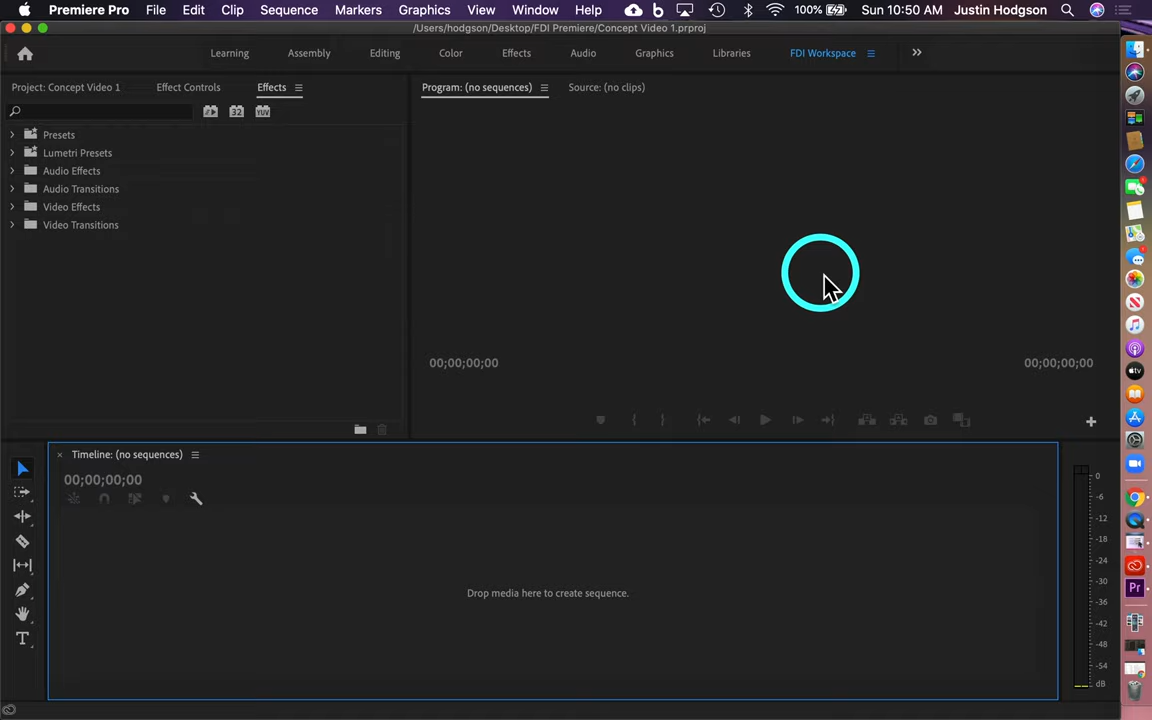 Premiere Pro File Edit Clip Sequence Markers Graphics View Window Help 100% Sun 10:50 AM Justin Hodgson
/Users/hodgson/Desktop/FDI Premiere/Concept Video 1.prproj
Learning Assembly Editing Color Effects Audio Graphics Libraries FDI Workspace
Project: Concept Video 1 Effect Controls Effects Program: (no sequences) Source: (no clips)
32 YUV
Presets
Lumetri Presets
Audio Effects
Audio Transitions
Video Effects
Video Transitions
00;00;00;00 00;00;00;00
Timeline: (no sequences)
00;00;00;00
Drop media here to create sequence.
0
-6
-12
-18
-24
-30
-36
-42
-48
-54
dB
T
tv
Pr